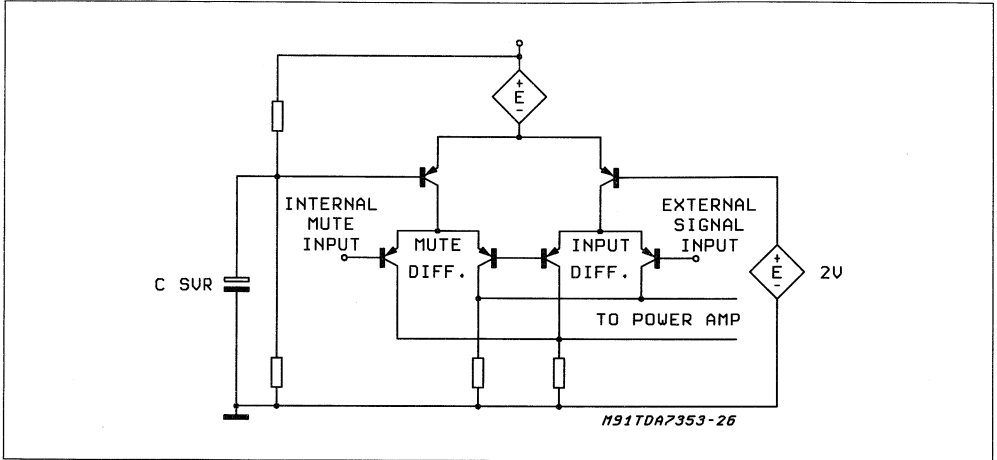 +
E
-
INTERNAL
MUTE
INPUT
MUTE
DIFF.
INPUT
DIFF.
EXTERNAL
SIGNAL
INPUT
C SVR
+
E
-
2V
TO POWER AMP
M91TDA7353-26